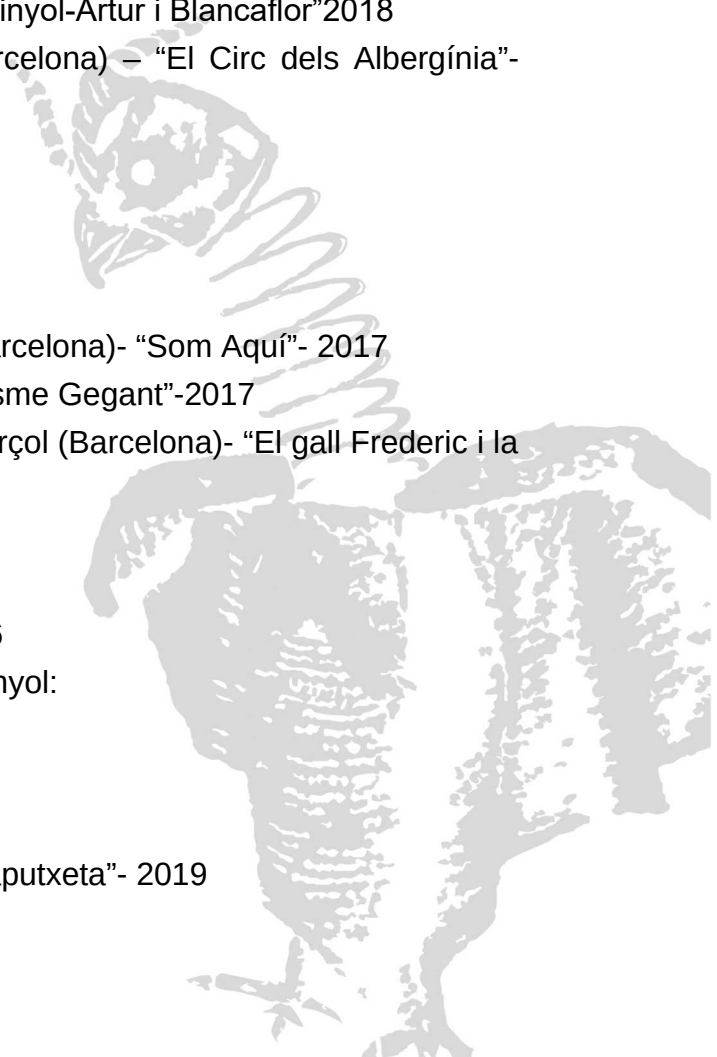 inyol-Artur i Blancaflor”2018
rcelona) – “El Circ dels Albergínia”-
arcelona)- “Som Aquí”- 2017
sme Gegant”-2017
rçol (Barcelona)- “El gall Frederic i la
6
nyol:
aputxeta”- 2019